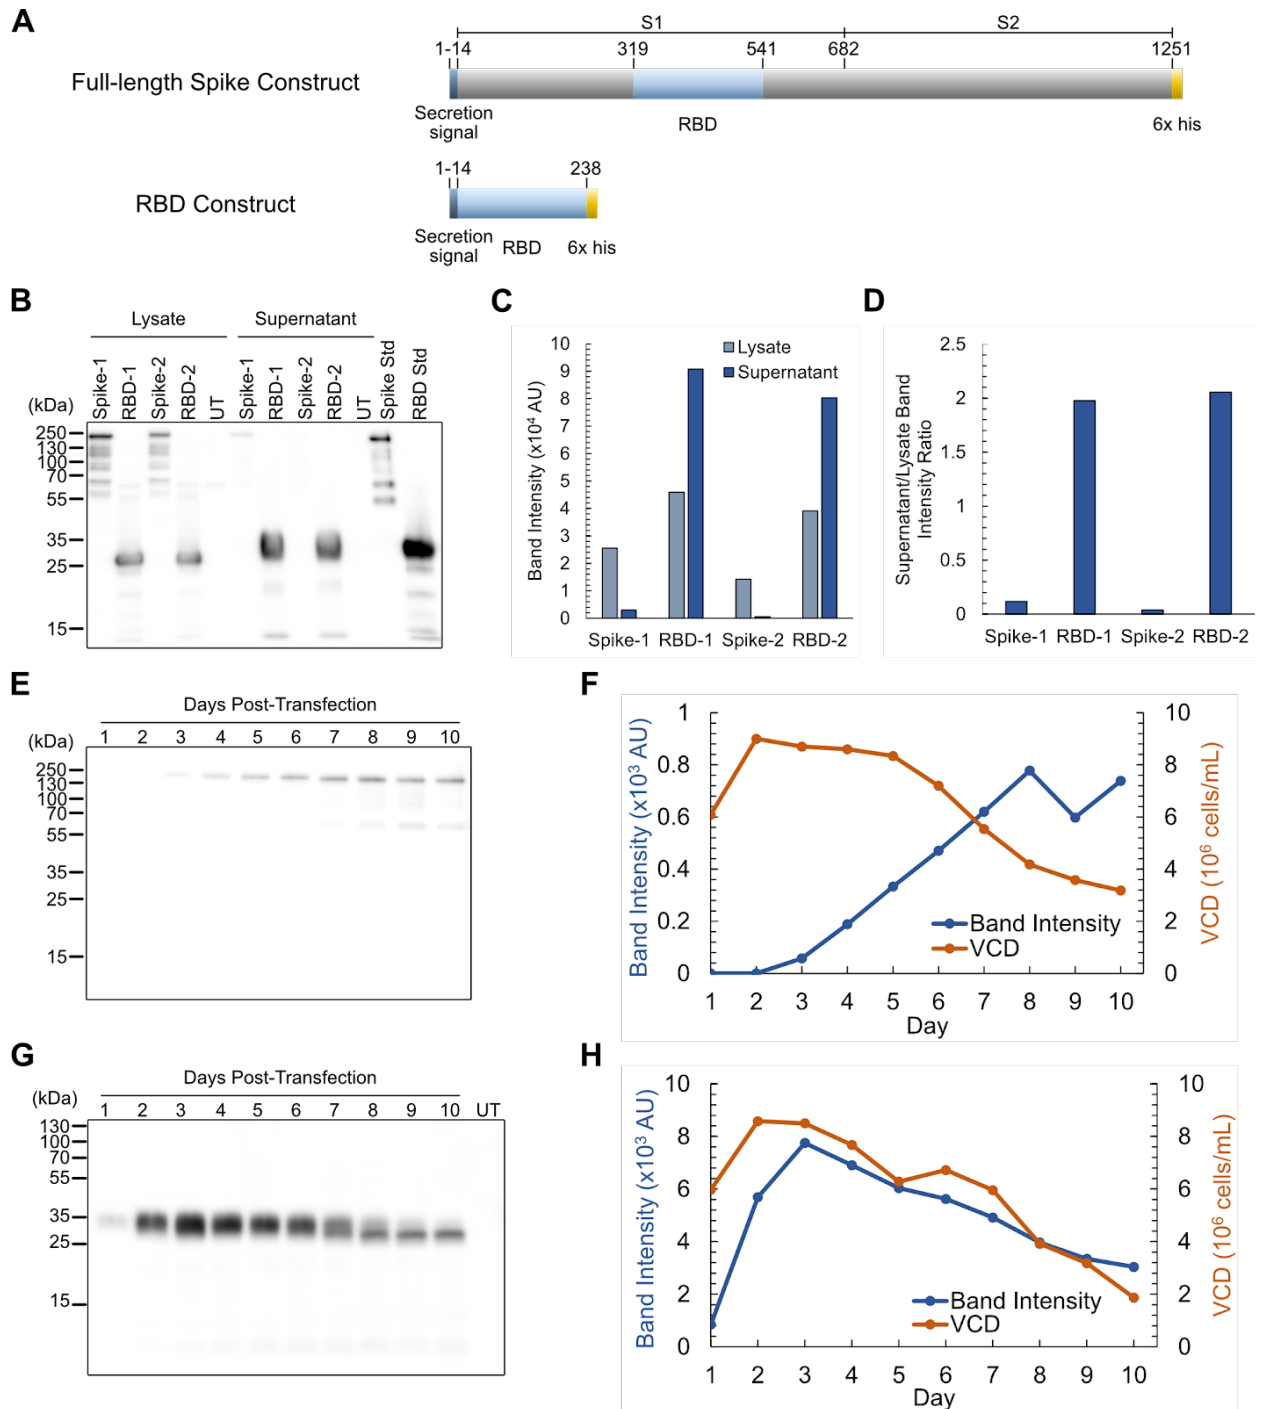 A
S1 S2
1-14 319 541 682 1251
Full-length Spike Construct
Secretion signal RBD 6x his
1-14 238
RBD Construct
Secretion signal RBD 6x his
B
Lysate Supernatant
Spike-1 RBD-1 Spike-2 RBD-2 UT Spike-1 RBD-1 Spike-2 RBD-2 UT Spike Std RBD Std
(kDa)
250
130
100
70
55
35
25
15
C
Band Intensity (x10⁴ AU)
10
9
8
7
6
5
4
3
2
1
0
Lysate
Supernatant
Spike-1 RBD-1 Spike-2 RBD-2
D
Supernatant/Lysate Band
Intensity Ratio
2.5
2
1.5
1
0.5
0
Spike-1 RBD-1 Spike-2 RBD-2
E
Days Post-Transfection
1 2 3 4 5 6 7 8 9 10
(kDa)
250
130
100
70
55
35
25
15
F
Band Intensity (x10³ AU)
1
0.8
0.6
0.4
0.2
0
10
8
6
4
2
0
VCD (10⁶ cells/mL)
Band Intensity
VCD
1 2 3 4 5 6 7 8 9 10
Day
G
Days Post-Transfection
1 2 3 4 5 6 7 8 9 10 UT
(kDa)
130
100
70
55
35
25
15
H
Band Intensity (x10³ AU)
10
8
6
4
2
0
10
8
6
4
2
0
VCD (10⁶ cells/mL)
Band Intensity
VCD
1 2 3 4 5 6 7 8 9 10
Day